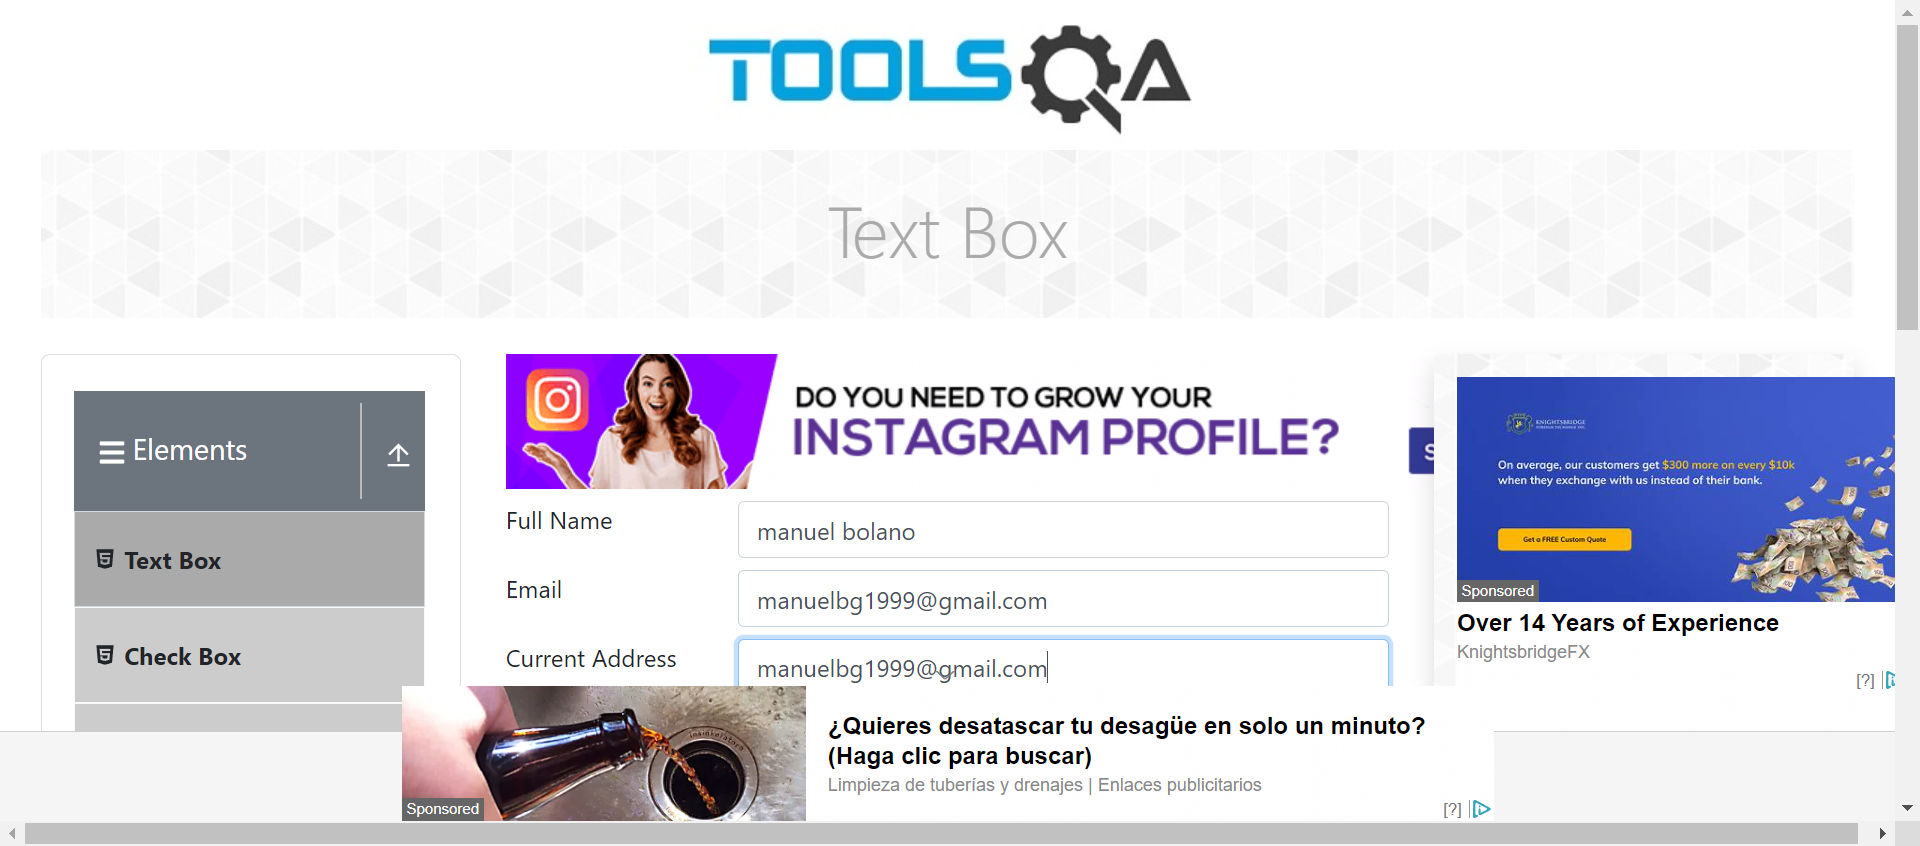 TOOLSQA
Text Box
Elements
Text Box
Check Box
DO YOU NEED TO GROW YOUR
INSTAGRAM PROFILE?
S
Full Name
manuel bolano
Email
manuelbg1999@gmail.com
Current Address
manuelbg1999@gmail.com
KNIGHTSBRIDGE
On average, our customers get $300 more on every $10k
when they exchange with us instead of their bank.
Get a FREE Custom Quote
Sponsored
Over 14 Years of Experience
KnightsbridgeFX
[?]
¿Quieres desatascar tu desagüe en solo un minuto?
(Haga clic para buscar)
Limpieza de tuberías y drenajes | Enlaces publicitarios
Sponsored
[?]